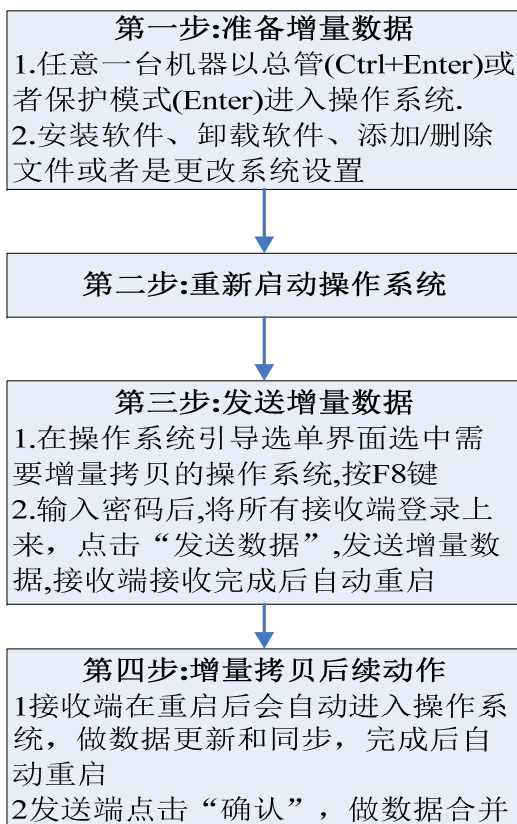 第一步:准备增量数据
1.任意一台机器以总管(Ctrl+Enter)或
者保护模式(Enter)进入操作系统.
2.安装软件、卸载软件、添加/删除
文件或者是更改系统设置
第二步:重新启动操作系统
第三步:发送增量数据
1.在操作系统引导选单界面选中需
要增量拷贝的操作系统,按F8键
2.输入密码后,将所有接收端登录上
来，点击“发送数据”,发送增量数
据,接收端接收完成后自动重启
第四步:增量拷贝后续动作
1接收端在重启后会自动进入操作系
统，做数据更新和同步，完成后自
动重启
2发送端点击“确认”，做数据合并